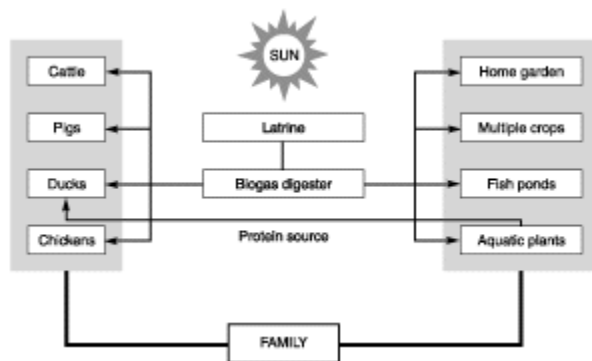 SUN
Cattle
Home garden
Latrine
Pigs
Multiple crops
Ducks
Biogas digester
Fish ponds
Chickens
Protein source
Aquatic plants
FAMILY